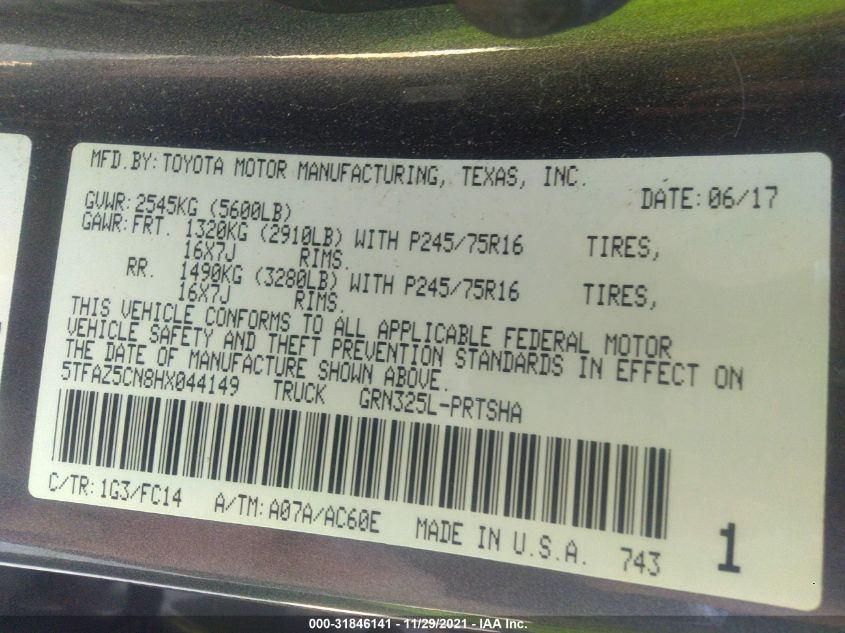 MFD.BY:TOYOTA MOTOR MANUFACTURING, TEXAS, INC.
DATE:06/17
GVWR:2545KG (5600LB)
GAWR:FRT. 1320KG (2910LB) WITH P245/75R16 TIRES,
16X7J RIMS.
RR. 1490KG (3280LB) WITH P245/75R16 TIRES,
16X7J RIMS.
THIS VEHICLE CONFORMS TO ALL APPLICABLE FEDERAL MOTOR
VEHICLE SAFETY AND THEFT PREVENTION STANDARDS IN EFFECT ON
THE DATE OF MANUFACTURE SHOWN ABOVE.
5TFAZ5CN8HX044149 TRUCK GRN325L-PRTSHA
C/TR:1G3/FC14 A/TM:A07A/AC60E MADE IN U.S.A. 743 1
000-31846141 - 11/29/2021 - IAA Inc.